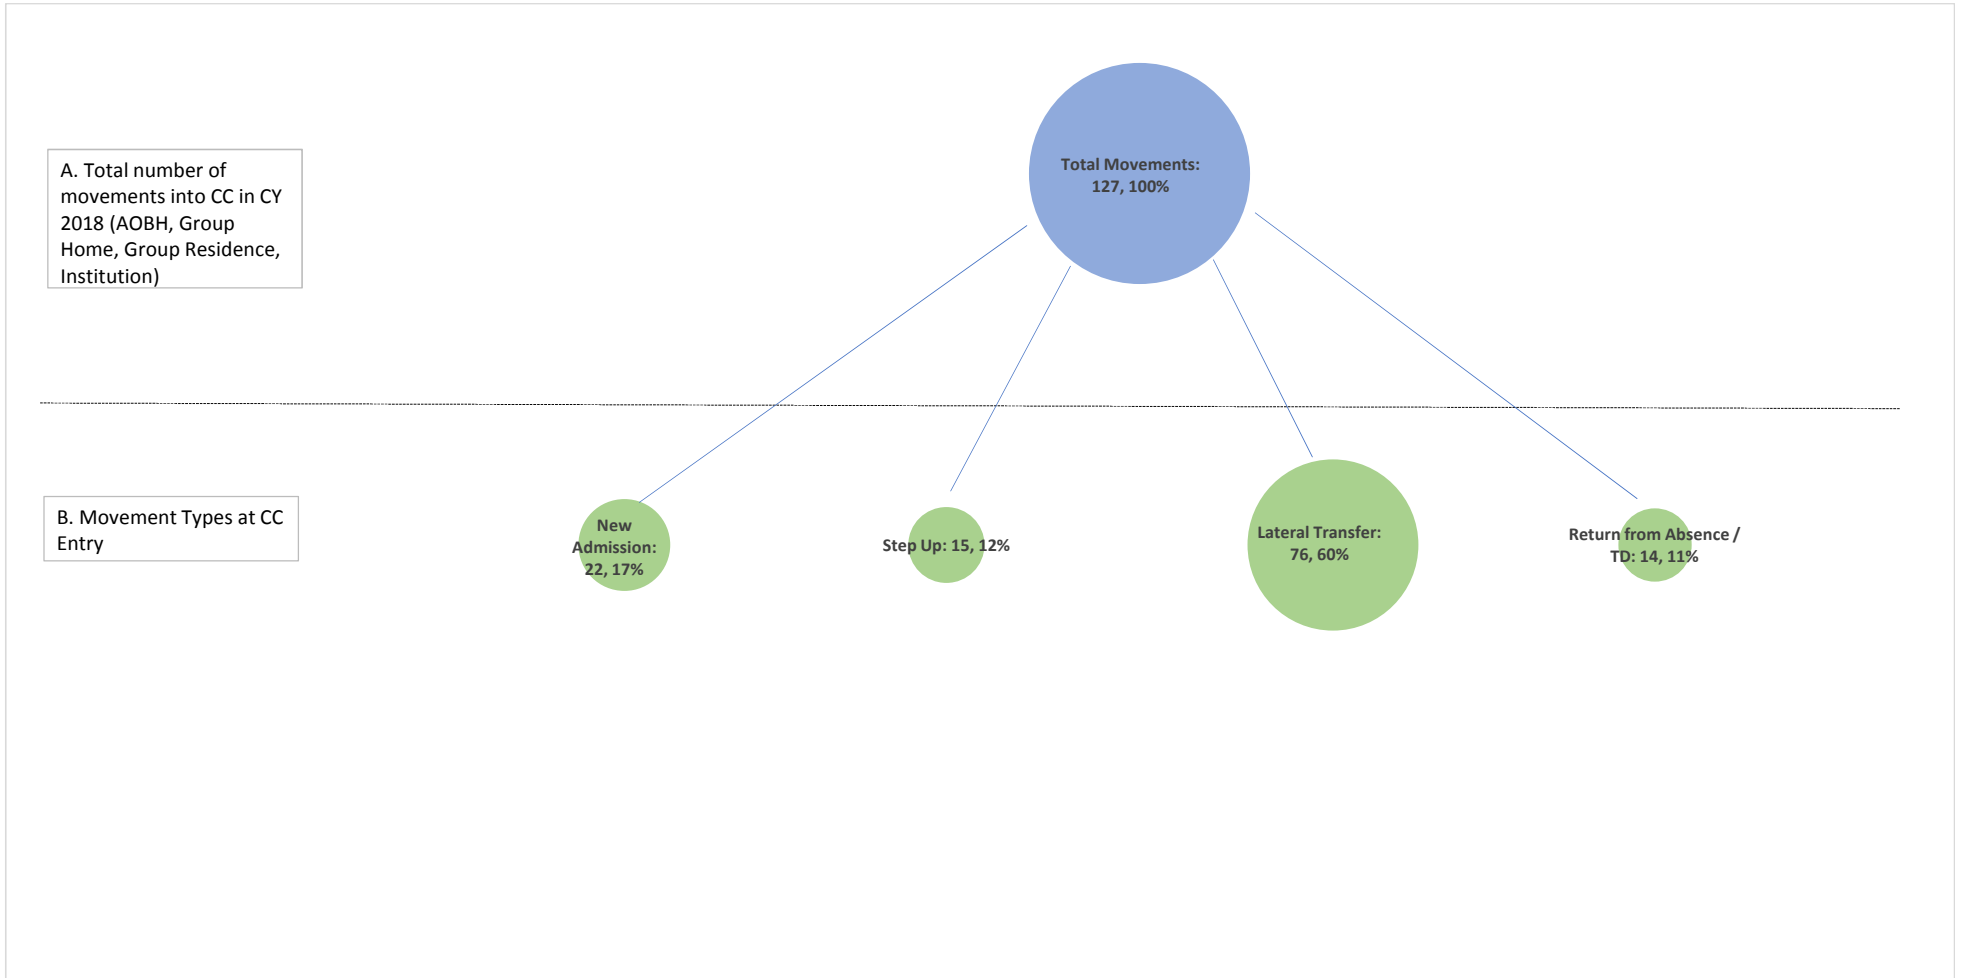 A. Total number of
movements into CC in CY
2018 (AOBH, Group
Home, Group Residence,
Institution)
Total Movements:
127, 100%
B. Movement Types at CC
Entry
New
Admission:
22, 17%
Step Up: 15, 12%
Lateral Transfer:
76, 60%
Return from Absence /
TD: 14, 11%